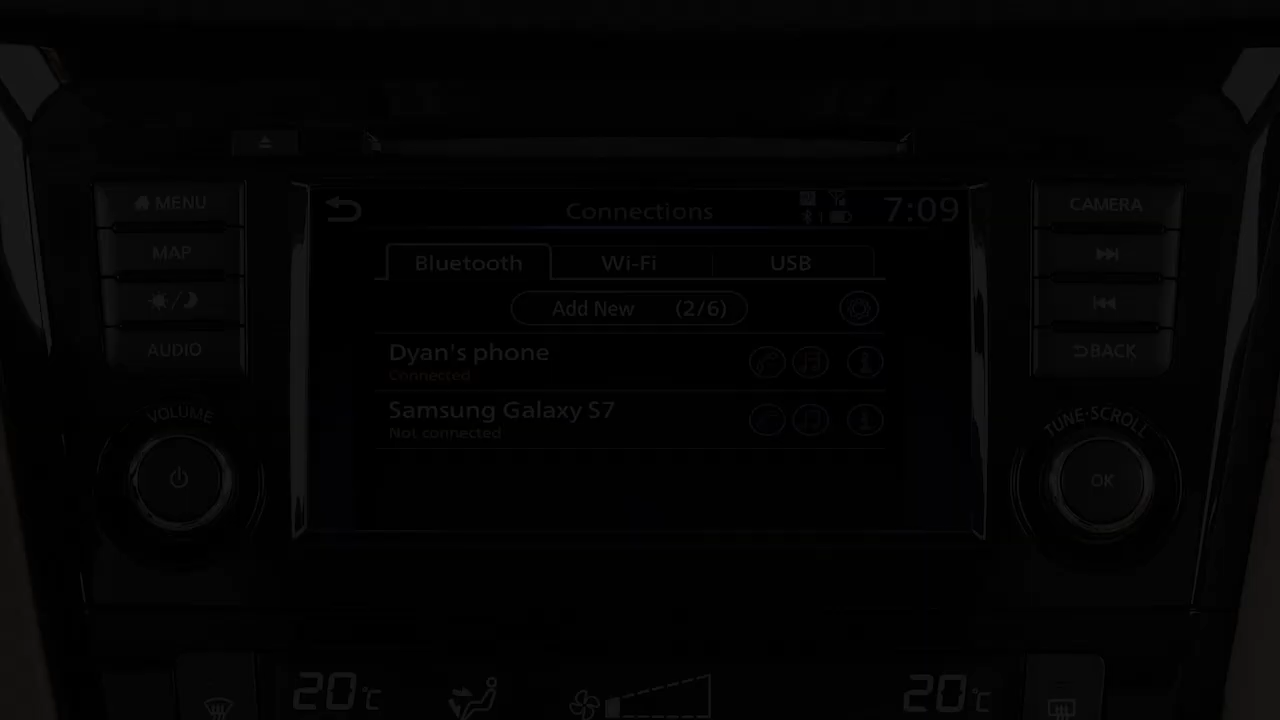 MENU
MAP
AUDIO
VOLUME
Connections
7:09
Bluetooth
Wi-Fi
USB
Add New (2/6)
Dyan's phone
Connected
Samsung Galaxy S7
Not connected
CAMERA
BACK
TUNE·SCROLL
OK
20°C
20°C